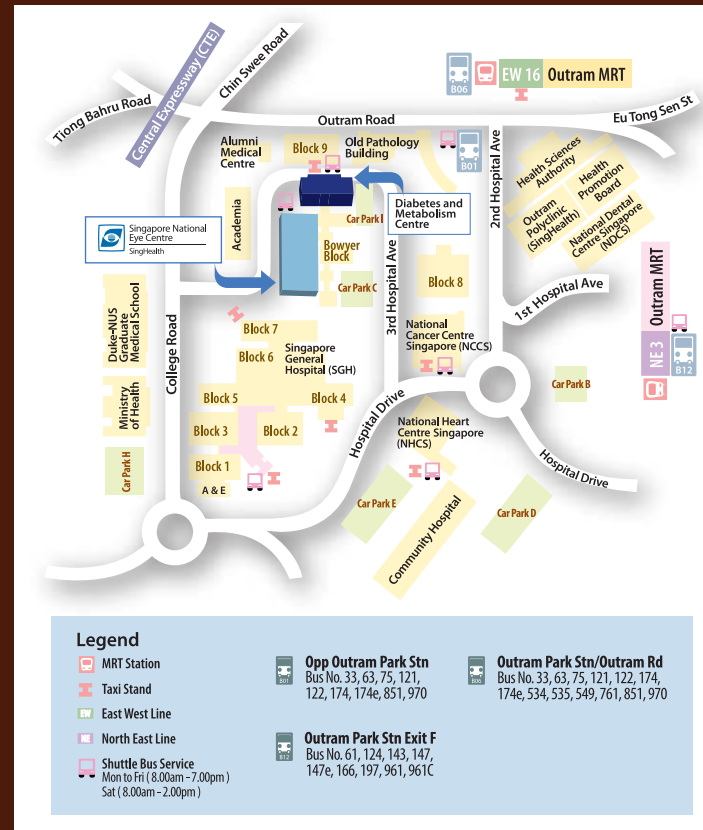 Central Expressway (CTE)
Chin Swee Road
Tiong Bahru Road
B06
EW 16
Outram MRT
Outram Road
Eu Tong Sen St
Alumni
Medical
Centre
Block 9
Old Pathology
Building
B01
2nd Hospital Ave
Health Sciences
Authority
Health
Promotion
Board
Outram
Polyclinic
(SingHealth)
National Dental
Centre Singapore
(NDCS)
Singapore National
Eye Centre
SingHealth
Academia
Diabetes and
Metabolism
Centre
Bowyer
Block
Car Park C
3rd Hospital Ave
Block 8
1st Hospital Ave
Outram MRT
NE 3
B12
Duke-NUS
Graduate
Medical School
College Road
Block 7
Block 6
Singapore
General
Hospital (SGH)
National
Cancer Centre
Singapore (NCCS)
Ministry
of Health
Block 5
Block 4
Car Park B
Block 3
Block 2
Hospital Drive
National Heart
Centre Singapore
(NHCS)
Car Park H
Block 1
A & E
Hospital Drive
Car Park E
Community Hospital
Car Park D
Legend
MRT Station
Taxi Stand
EW
East West Line
NE
North East Line
Shuttle Bus Service
Mon to Fri ( 8.00am – 7.00pm )
Sat ( 8.00am – 2.00pm )
B01
Opp Outram Park Stn
Bus No. 33, 63, 75, 121,
122, 174, 174e, 851, 970
B12
Outram Park Stn Exit F
Bus No. 61, 124, 143, 147,
147e, 166, 197, 961, 961C
B06
Outram Park Stn/Outram Rd
Bus No. 33, 63, 75, 121, 122, 174,
174e, 534, 535, 549, 761, 851, 970